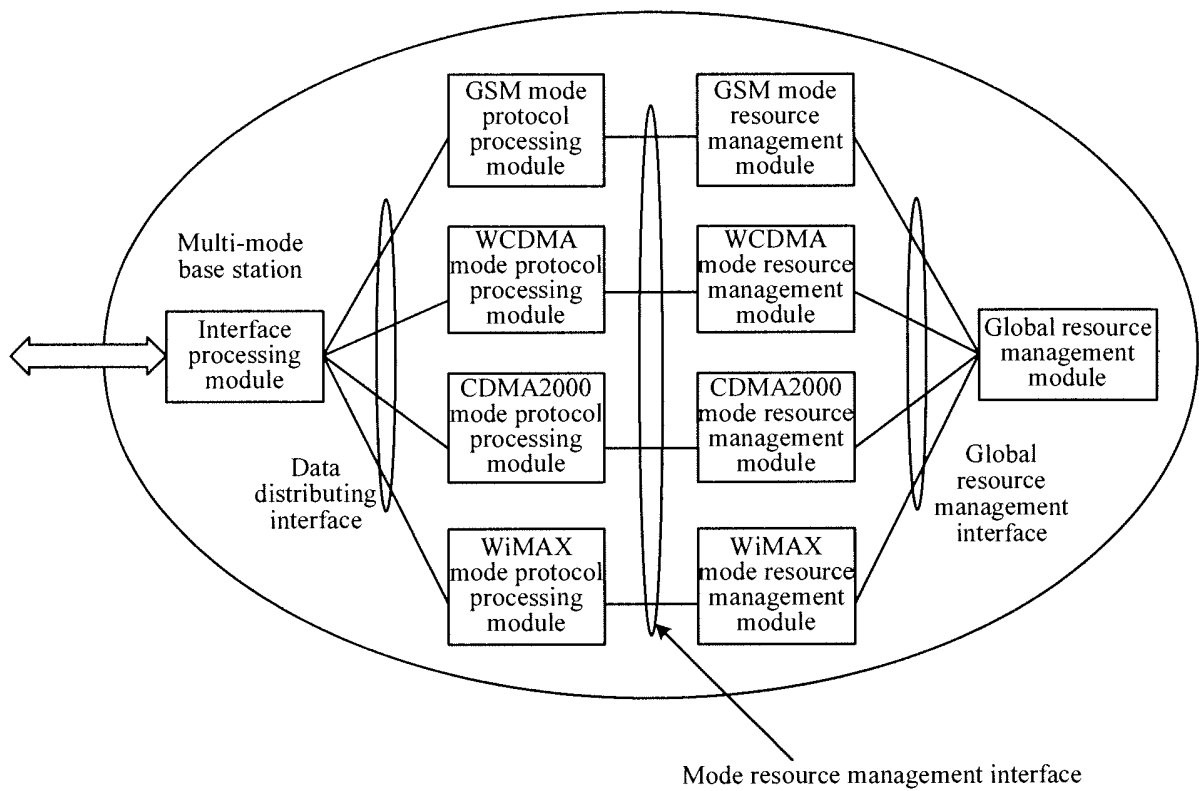 GSM mode
protocol
processing
module
GSM mode
resource
management
module
Multi-mode
base station
WCDMA
mode protocol
processing
module
WCDMA
mode resource
management
module
Interface
processing
module
Global resource
management
module
CDMA2000
mode protocol
processing
module
CDMA2000
mode resource
management
module
Data
distributing
interface
Global
resource
management
interface
WiMAX
mode protocol
processing
module
WiMAX
mode resource
management
module
Mode resource management interface